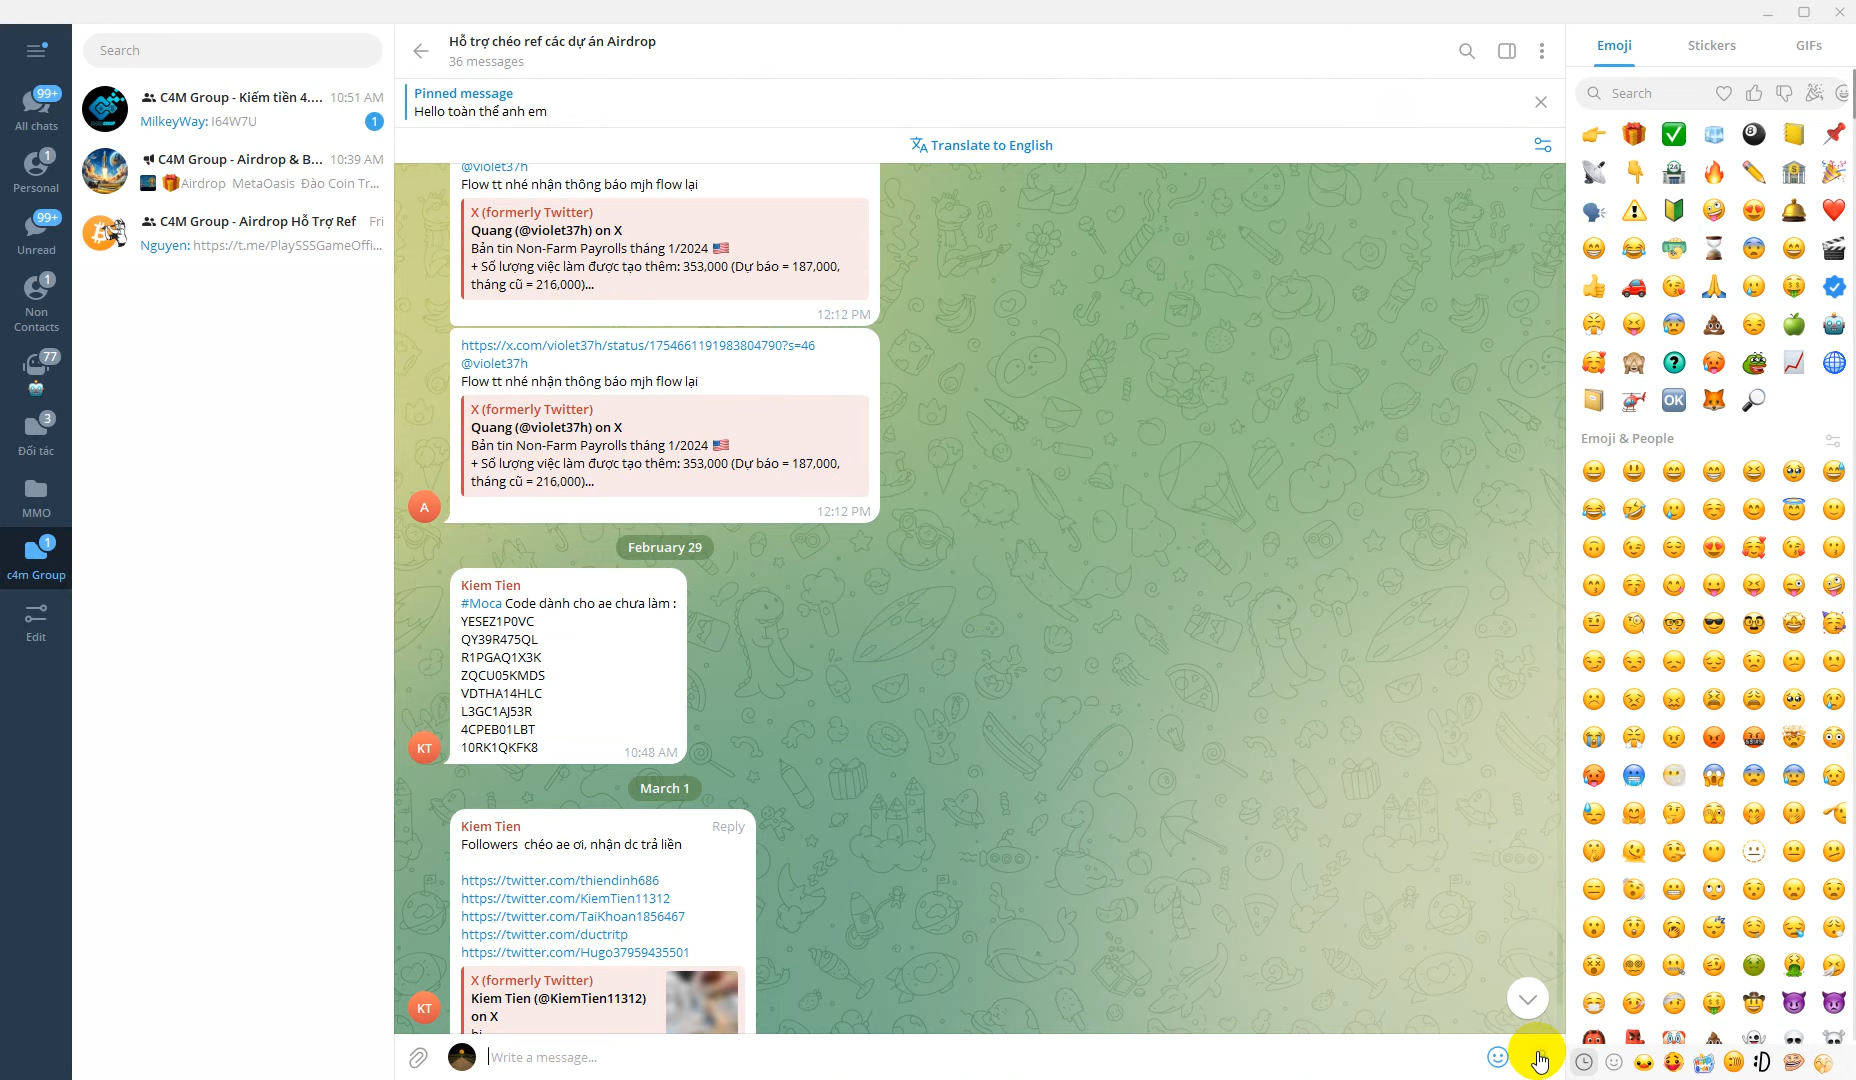 Search
C4M Group - Kiếm tiền 4.... 10:51 AM
MilkeyWay: I64W7U 1
C4M Group - Airdrop & B... 10:39 AM
Airdrop MetaOasis Đào Coin Tr...
C4M Group - Airdrop Hỗ Trợ Ref Fri
Nguyen: https://t.me/PlaySSSGameOffi...
99+
All chats
1
Personal
99+
Unread
1
Non
Contacts
77
3
Đối tác
MMO
1
c4m Group
Edit
Hỗ trợ chéo ref các dự án Airdrop
36 messages
Pinned message
Hello toàn thể anh em
Translate to English
@violet37h
Flow tt nhé nhận thông báo mjh flow lại
X (formerly Twitter)
Quang (@violet37h) on X
Bản tin Non-Farm Payrolls tháng 1/2024 🇺🇸
+ Số lượng việc làm được tạo thêm: 353,000 (Dự báo = 187,000,
tháng cũ = 216,000)...
12:12 PM
https://x.com/violet37h/status/1754661191983804790?s=46
@violet37h
Flow tt nhé nhận thông báo mjh flow lại
X (formerly Twitter)
Quang (@violet37h) on X
Bản tin Non-Farm Payrolls tháng 1/2024 🇺🇸
+ Số lượng việc làm được tạo thêm: 353,000 (Dự báo = 187,000,
tháng cũ = 216,000)...
12:12 PM
A
February 29
Kiem Tien
#Moca Code dành cho ae chưa làm :
YESEZ1P0VC
QY39R475QL
R1PGAQ1X3K
ZQCU05KMDS
VDTHA14HLC
L3GC1AJ53R
4CPEB01LBT
10RK1QKFK8 10:48 AM
KT
March 1
Kiem Tien Reply
Followers chéo ae ơi, nhận dc trả liền
https://twitter.com/thiendinh686
https://twitter.com/KiemTien11312
https://twitter.com/TaiKhoan1856467
https://twitter.com/ductritp
https://twitter.com/Hugo37959435501
X (formerly Twitter)
Kiem Tien (@KiemTien11312)
on X
KT
Write a message...
Emoji Stickers GIFs
Search
OK
Emoji & People